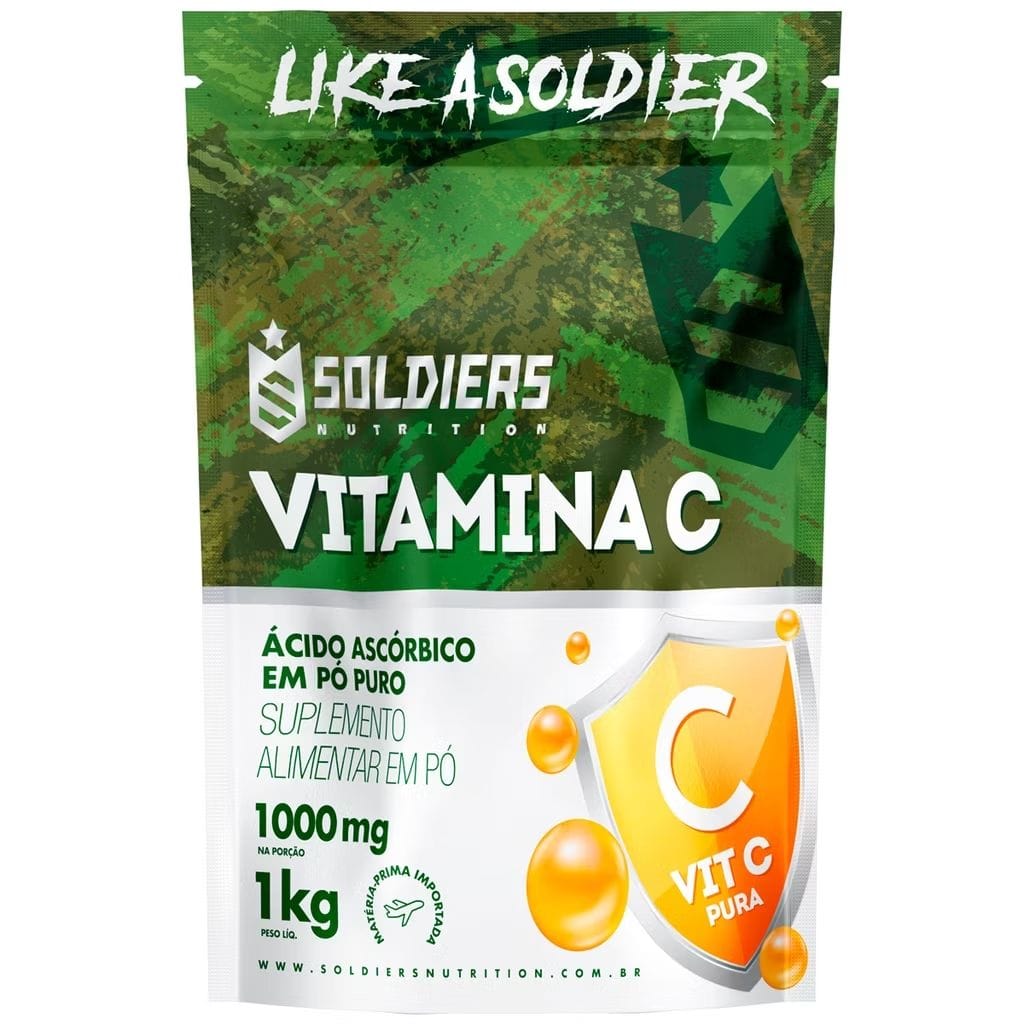 LIKE A SOLDIER
SOLDIERS
NUTRITION
VITAMINA C
ÁCIDO ASCÓRBICO
EM PÓ PURO
SUPLEMENTO
ALIMENTAR EM PÓ
1000mg
NA PORÇÃO
1kg
PESO LÍQ.
MATÉRIA-PRIMA IMPORTADA
C
VIT C
PURA
WWW.SOLDIERSNUTRITION.COM.BR